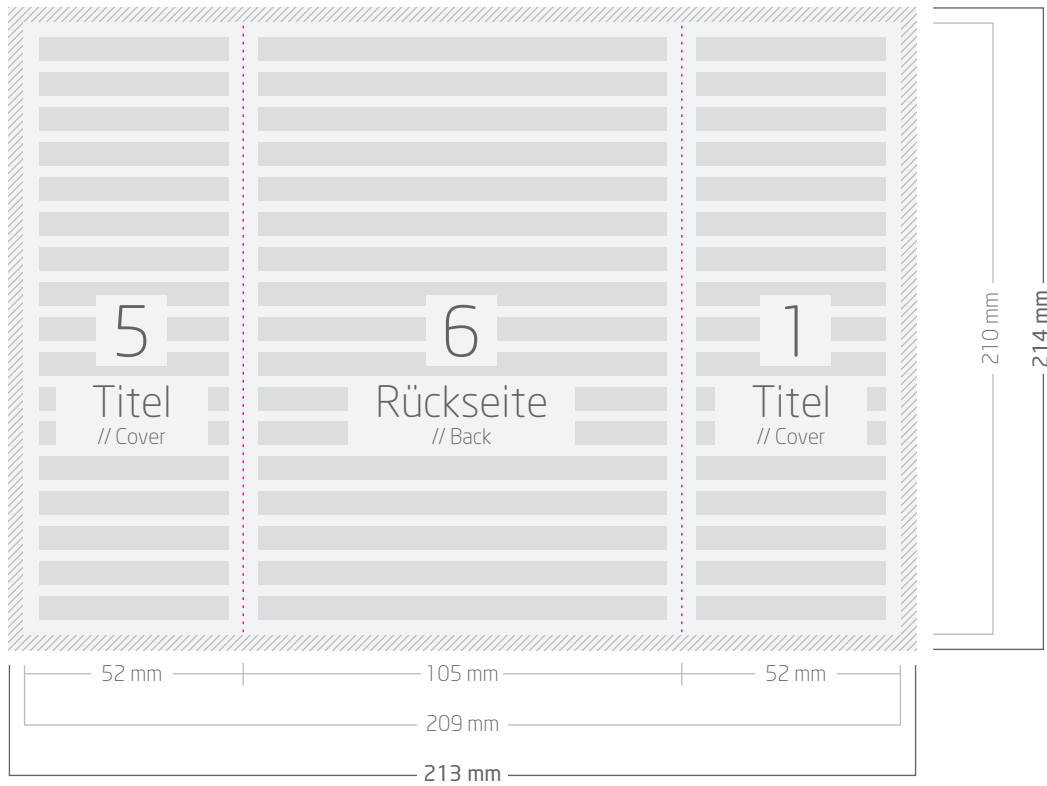 5
Titel
// Cover
6
Rückseite
// Back
1
Titel
// Cover
210 mm
214 mm
52 mm
105 mm
52 mm
209 mm
213 mm